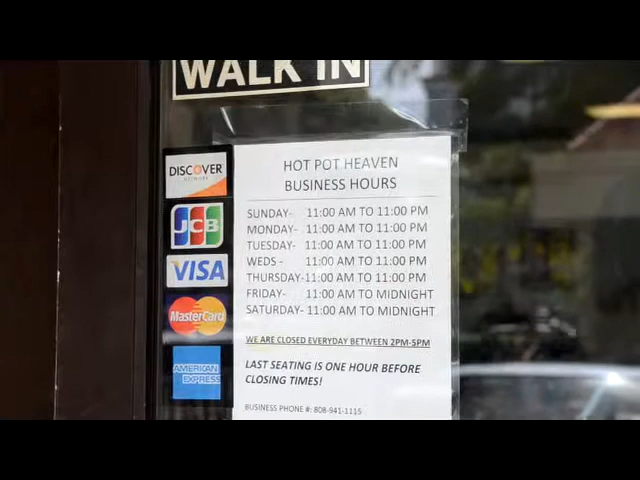 WALK IN
DISCOVER
NETWORK
JCB
VISA
MasterCard
AMERICAN
EXPRESS
HOT POT HEAVEN
BUSINESS HOURS
SUNDAY- 11:00 AM TO 11:00 PM
MONDAY- 11:00 AM TO 11:00 PM
TUESDAY- 11:00 AM TO 11:00 PM
WEDS - 11:00 AM TO 11:00 PM
THURSDAY-11:00 AM TO 11:00 PM
FRIDAY- 11:00 AM TO MIDNIGHT
SATURDAY- 11:00 AM TO MIDNIGHT
WE ARE CLOSED EVERYDAY BETWEEN 2PM-5PM
LAST SEATING IS ONE HOUR BEFORE
CLOSING TIMES!
BUSINESS PHONE #: 808-941-1115